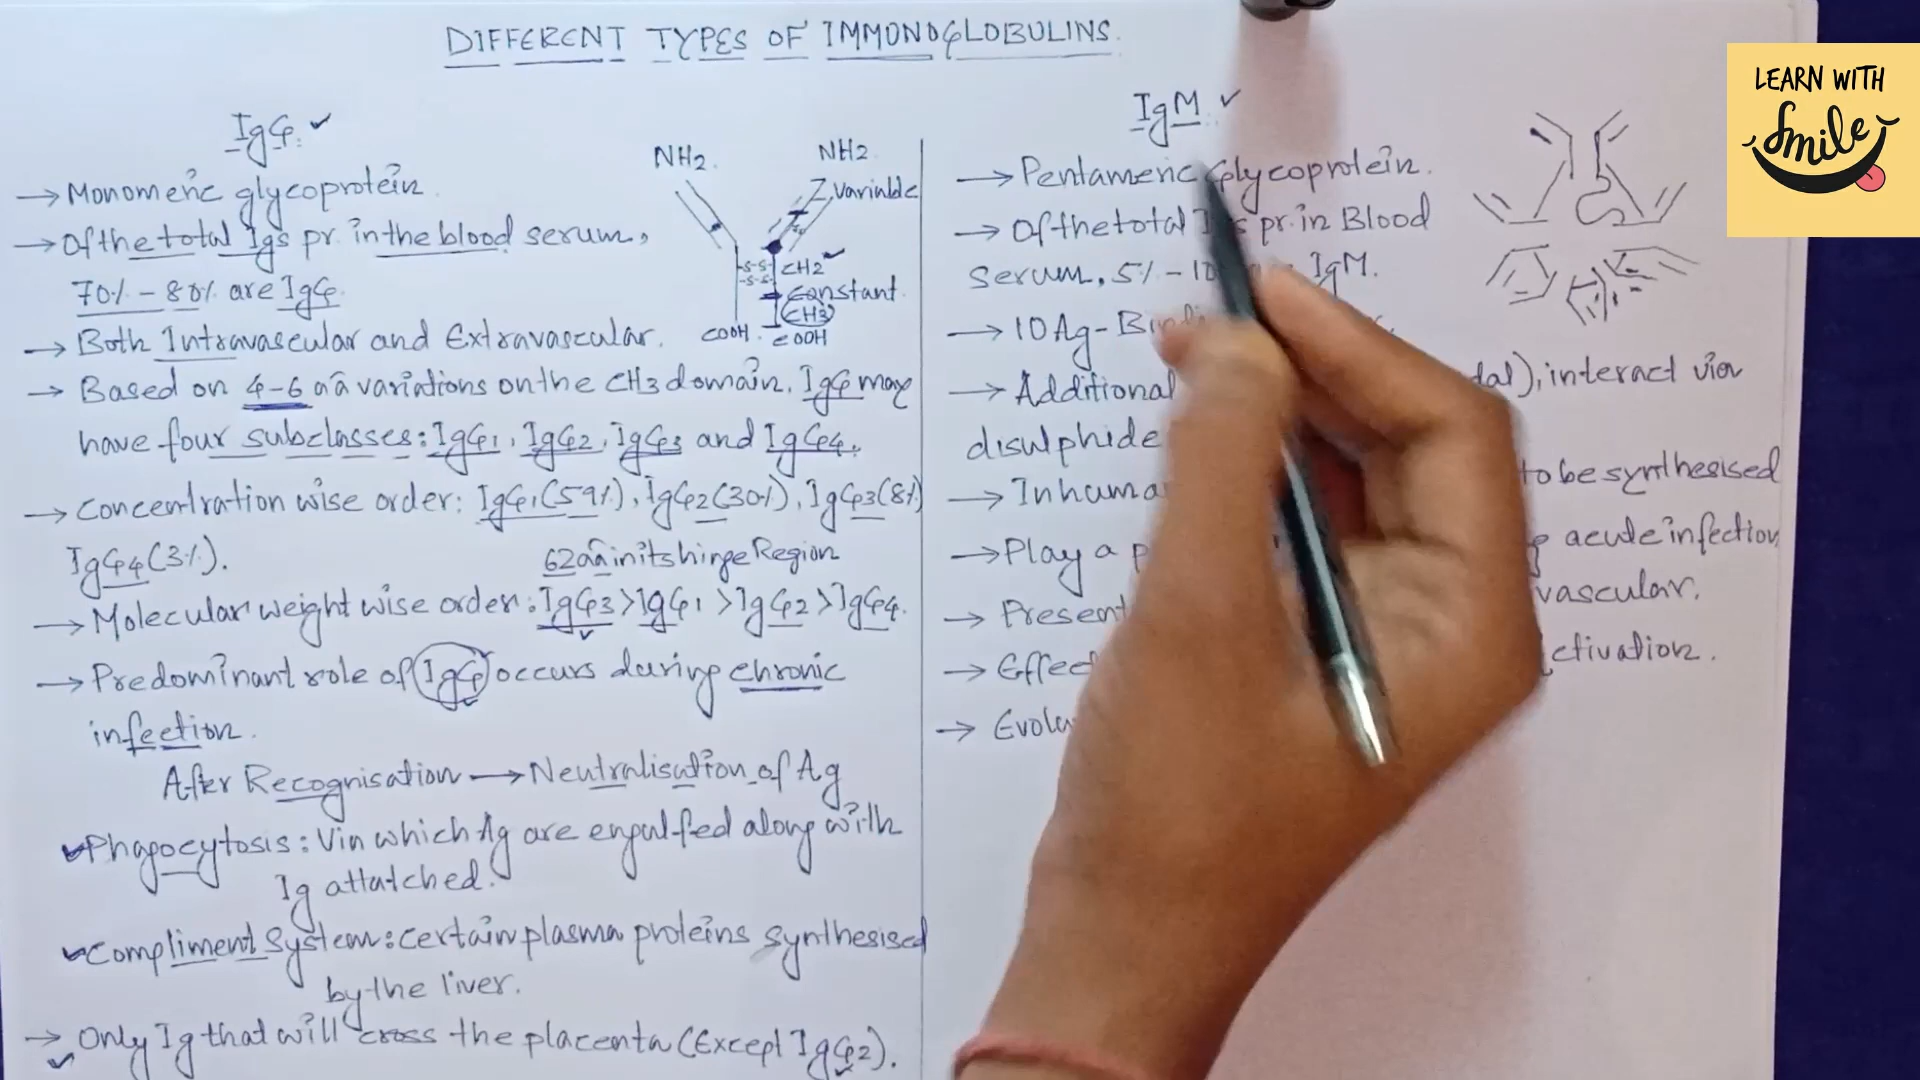 DIFFERENT TYPES OF IMMUNOGLOBULINS.
LEARN WITH
Smile
IgG.
→ Monomeric glycoprotein
→ Of the total Igs pr. in the blood serum,
70% - 80% are IgG.
→ Both Intravascular and Extravascular.
→ Based on 4-6 aa variations on the CH3 domain, IgG may
have four subclasses: IgG1, IgG2, IgG3 and IgG4.
→ Concentration wise order: IgG1(59%), IgG2(30%), IgG3(8%)
IgG4(3%).
62aa in its hinge Region
→ Molecular weight wise order: IgG3 > IgG1 > IgG2 > IgG4.
→ Predominant role of IgG occurs during chronic
infection.
After Recognisation → Neutralisation of Ag
Phagocytosis: Via which Ag are engulfed along with
Ig attatched.
Compliment System: certain plasma proteins synthesised
by the liver.
→ Only Ig that will cross the placenta (Except IgG2).
NH2 NH2
variable
-S-S- CH2
-S-S- constant
CH3
COOH COOH
IgM
→ Pentameric Glycoprotein.
→ Of the total pr. in Blood
serum, 5% - IgM.
→ 10 Ag-
→ Additional interact via
disulphide
→ In to be synthesised
→ Play a acute infection
→ Present vascular.
→
→